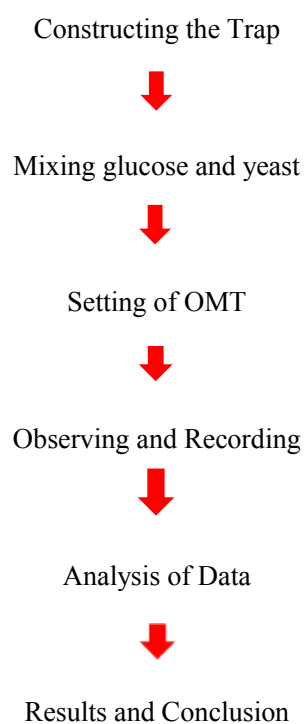 Constructing the Trap
Mixing glucose and yeast
Setting of OMT
Observing and Recording
Analysis of Data
Results and Conclusion